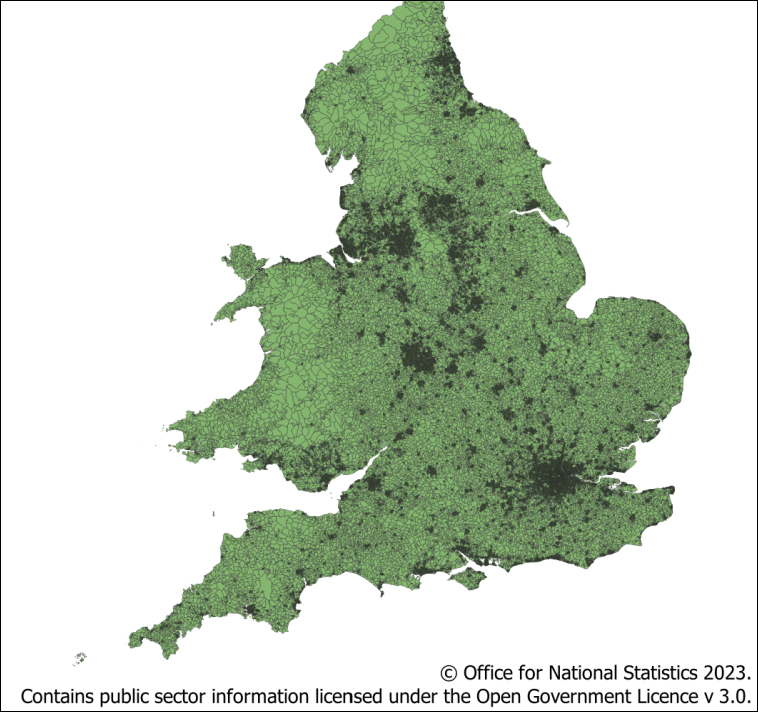 © Office for National Statistics 2023.
Contains public sector information licensed under the Open Government Licence v 3.0.